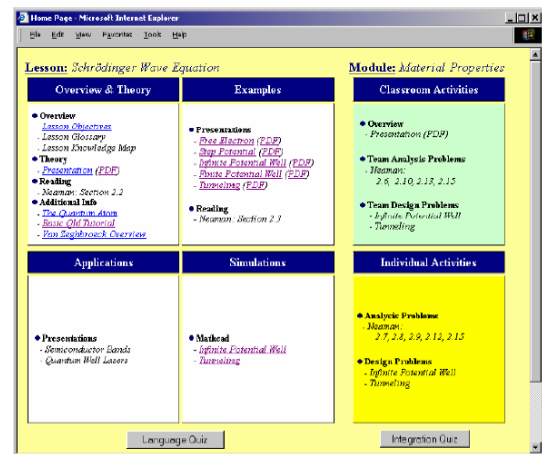 Home Page - Microsoft Internet Explorer
File Edit View Favorites Tools Help
Lesson: Schrödinger Wave Equation
Module: Material Properties
Overview & Theory
Overview
- Lesson Objectives
- Lesson Glossary
- Lesson Knowledge Map
Theory
- Presentation (PDF)
Reading
- Neaman: Section 2.2
Additional Info
- The Quantum Atom
- Basic QM Tutorial
- Van Zeghbroeck Overview
Examples
Presentations
- Free Electron (PDF)
- Step Potential (PDF)
- Infinite Potential Well (PDF)
- Finite Potential Well (PDF)
- Tunneling (PDF)
Reading
- Neaman: Section 2.3
Classroom Activities
Overview
- Presentation (PDF)
Team Analysis Problems
- Neaman:
2.6, 2.10, 2.13, 2.15
Team Design Problems
- Infinite Potential Well
- Tunneling
Applications
Presentations
- Semiconductor Bands
- Quantum Well Lasers
Simulations
Mathcad
- Infinite Potential Well
- Tunneling
Individual Activities
Analysis Problems
- Neaman:
2.7, 2.8, 2.9, 2.12, 2.15
Design Problems
- Infinite Potential Well
- Tunneling
Language Quiz
Integration Quiz